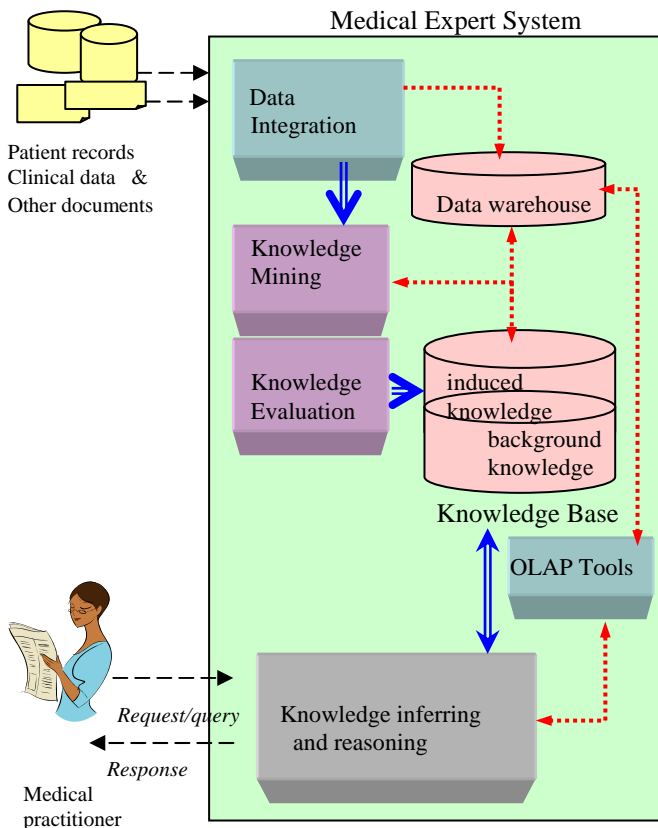 Medical Expert System
Patient records
Clinical data &
Other documents
Data
Integration
Data warehouse
Knowledge
Mining
Knowledge
Evaluation
induced
knowledge
background
knowledge
Knowledge Base
OLAP Tools
Request/query
Response
Medical
practitioner
Knowledge inferring
and reasoning